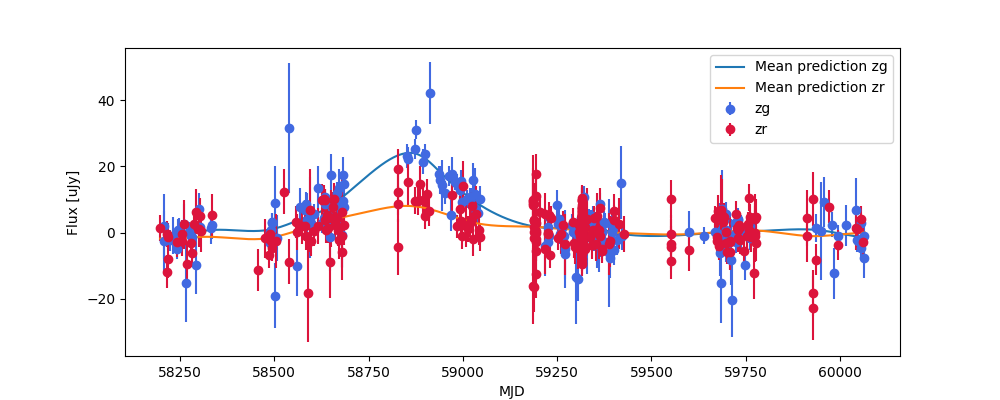 Flux [uJy]
40
20
0
−20
58250 58500 58750 59000 59250 59500 59750 60000
MJD
Mean prediction zg
Mean prediction zr
zg
zr